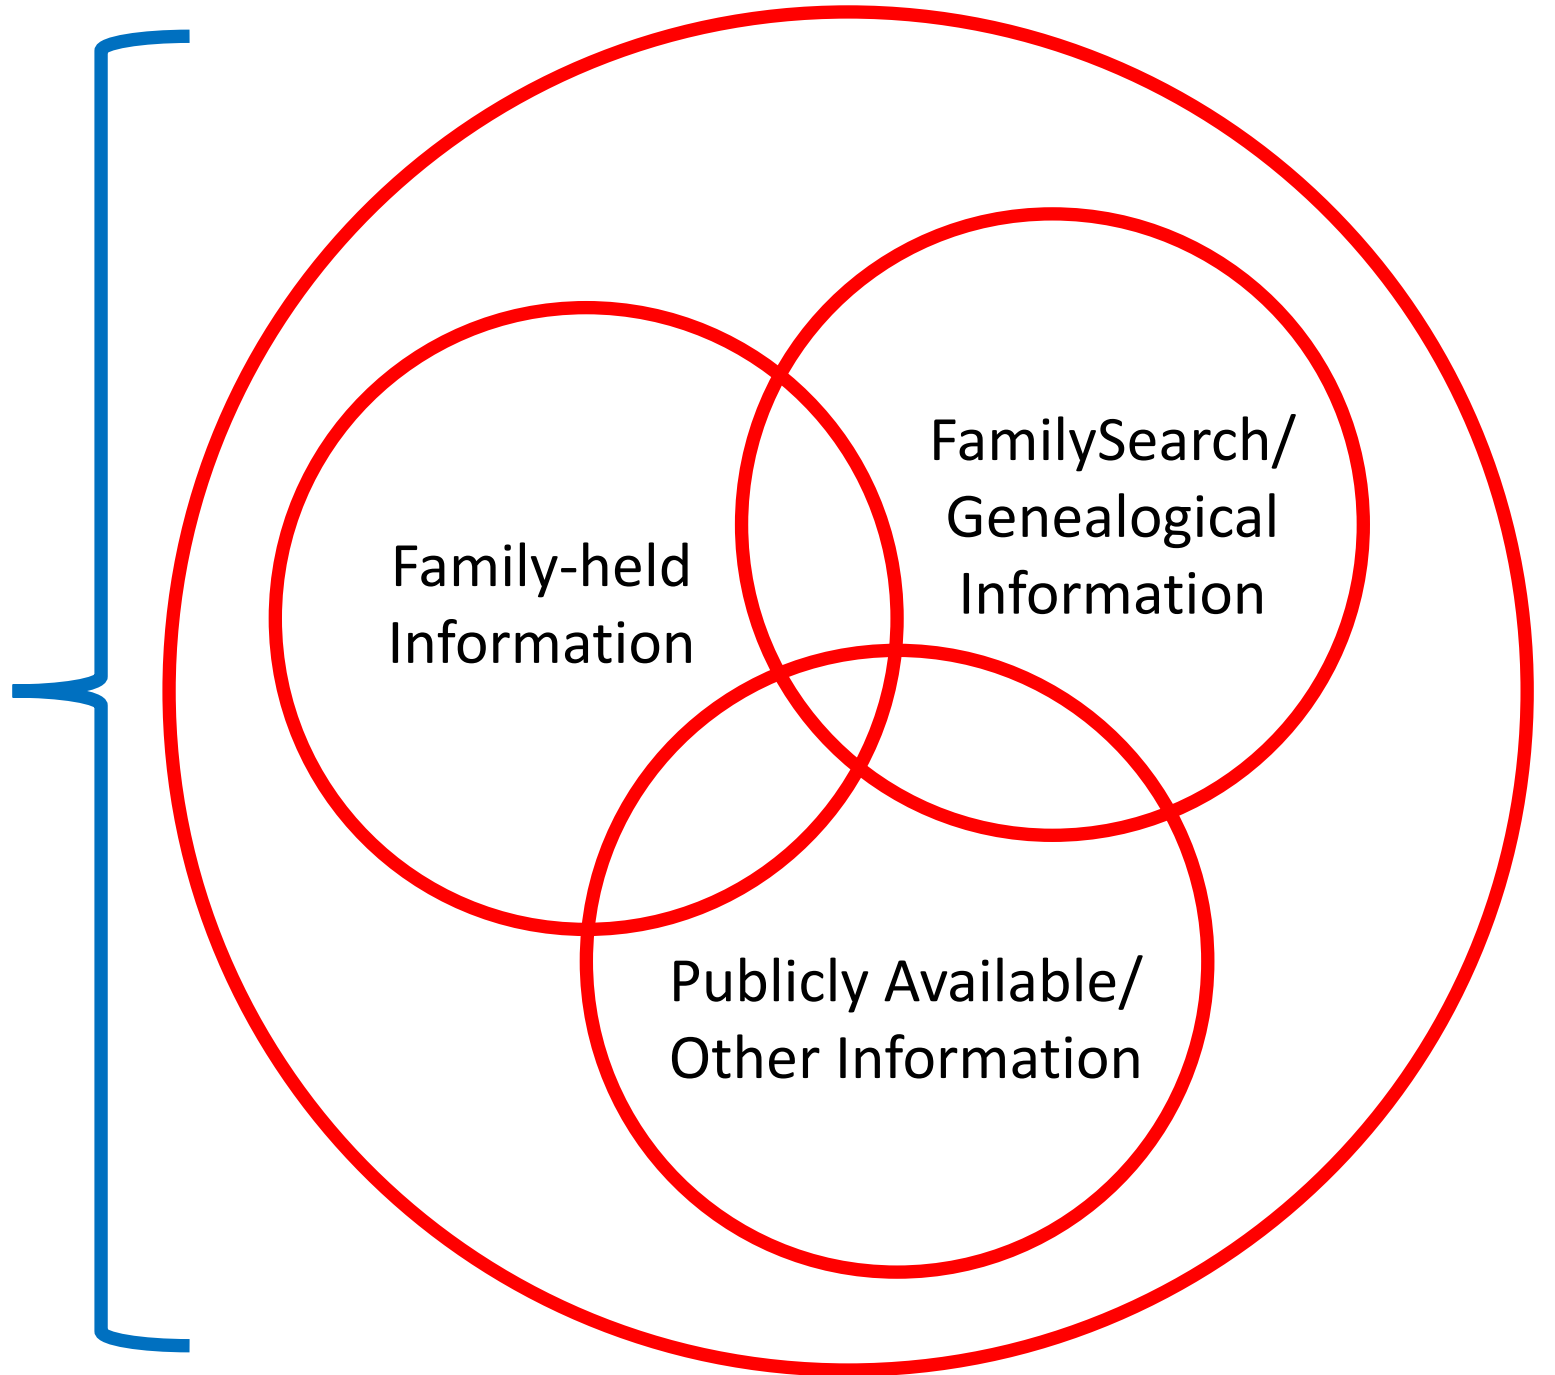 Family-held
Information
FamilySearch/
Genealogical
Information
Publicly Available/
Other Information